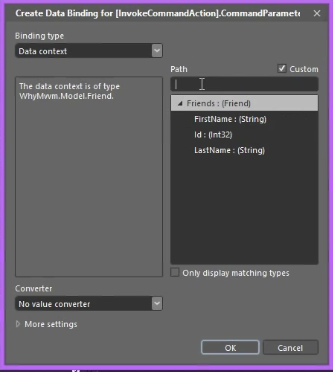 Create Data Binding for [InvokeCommandAction].CommandParamete
Binding type
Data context
Path
Custom
The data context is of type
WhyMvvm.Model.Friend.
Friends : (Friend)
FirstName : (String)
Id : (Int32)
LastName : (String)
Only display matching types
Converter
No value converter
More settings
OK
Cancel